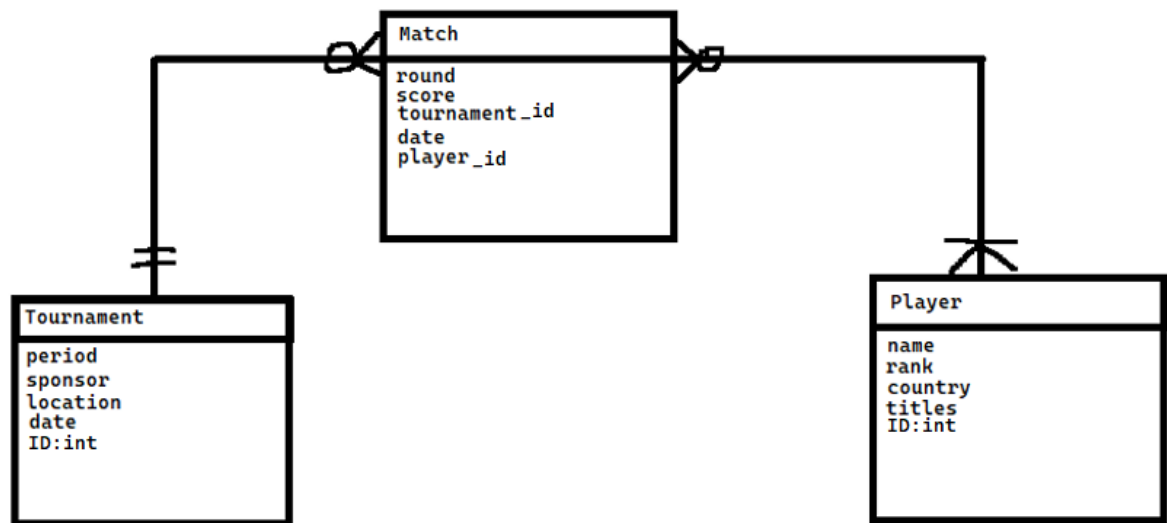 Match
round
score
tournament_id
date
player_id
Tournament
period
sponsor
location
date
ID:int
Player
name
rank
country
titles
ID:int